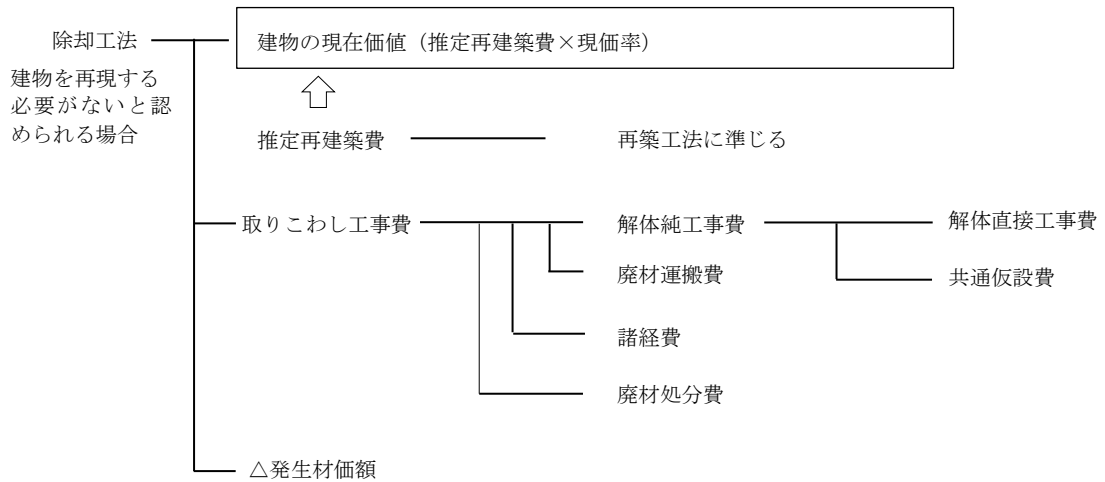 除却工法
建物の現在価値（推定再建築費×現価率）
建物を再現する
必要がないと認
められる場合
推定再建築費
再築工法に準じる
取りこわし工事費
解体純工事費
解体直接工事費
廃材運搬費
共通仮設費
諸経費
廃材処分費
△発生材価額